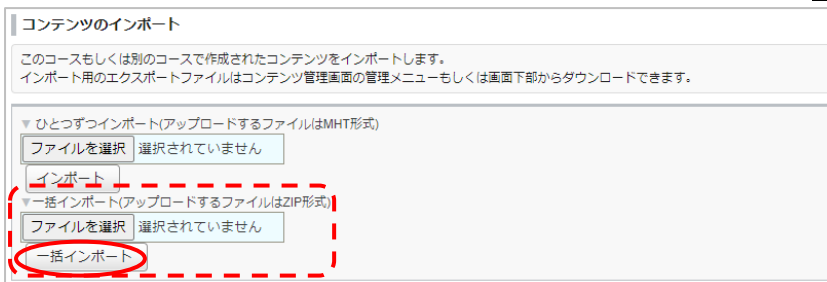 コンテンツのインポート
このコースもしくは別のコースで作成されたコンテンツをインポートします。
インポート用のエクスポートファイルはコンテンツ管理画面の管理メニューもしくは画面下部からダウンロードできます。
▼ ひとつずつインポート(アップロードするファイルはMHT形式)
ファイルを選択 選択されていません
インポート
▼一括インポート(アップロードするファイルはZIP形式)
ファイルを選択 選択されていません
一括インポート